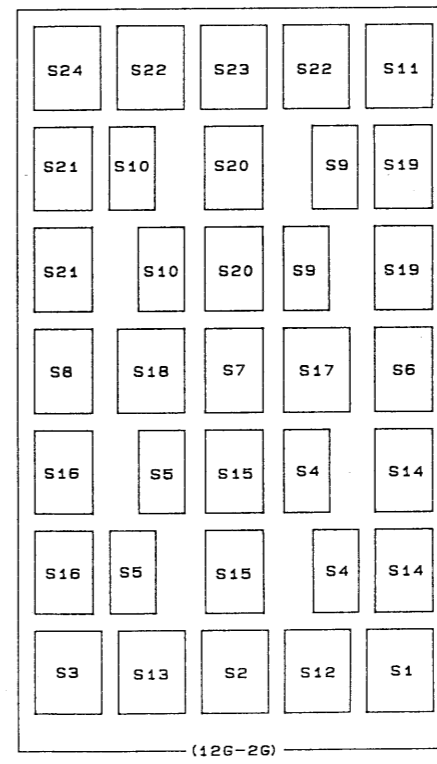 S24 S22 S23 S22 S11
S21 S10 S20 S9 S19
S21 S10 S20 S9 S19
S8 S18 S7 S17 S6
S16 S5 S15 S4 S14
S16 S5 S15 S4 S14
S3 S13 S2 S12 S1
(12G-2G)